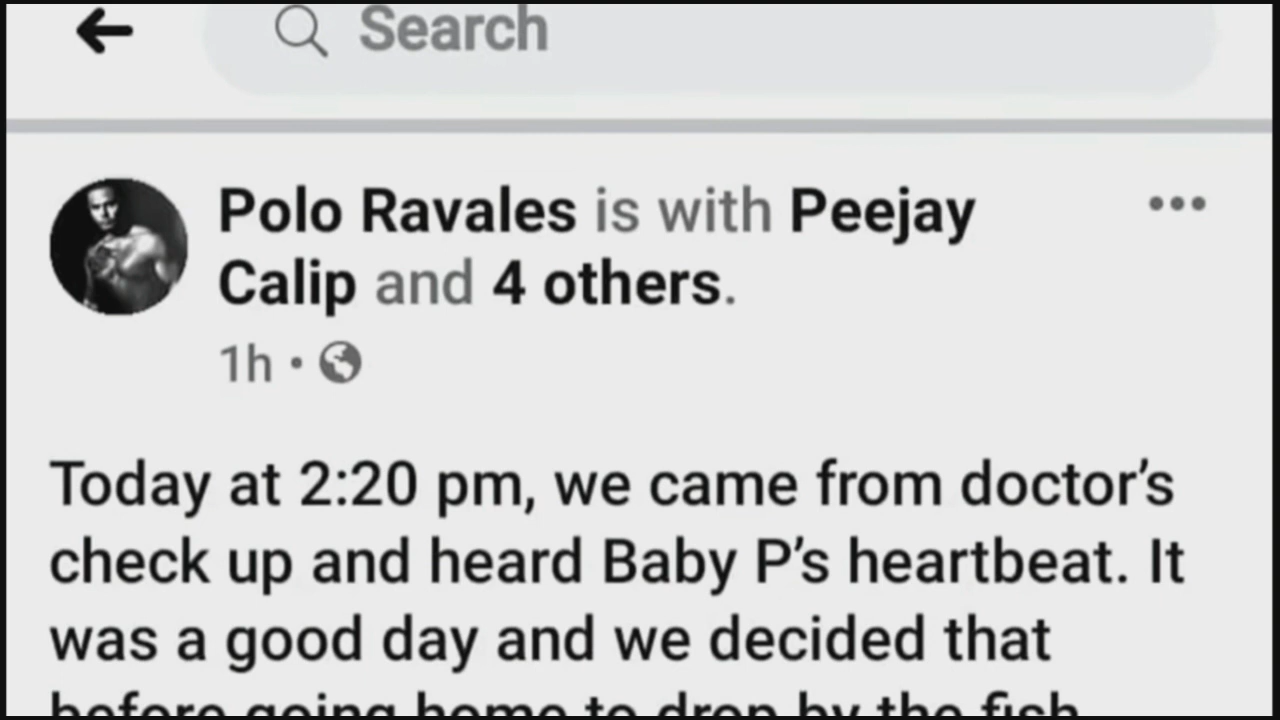 Search
Polo Ravales is with Peejay
Calip and 4 others.
1h •
Today at 2:20 pm, we came from doctor’s
check up and heard Baby P’s heartbeat. It
was a good day and we decided that
before going home to drop by the fish